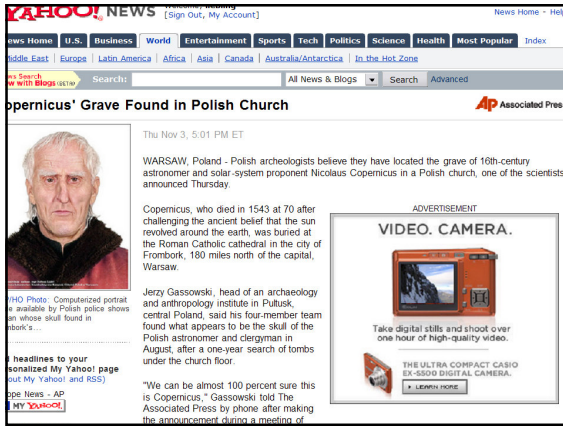 YAHOO! NEWS
[Sign Out, My Account]
News Home - Help
ews Home U.S. Business World Entertainment Sports Tech Politics Science Health Most Popular Index
Middle East | Europe | Latin America | Africa | Asia | Canada | Australia/Antarctica | In the Hot Zone
ws Search
w with Blogs (BETA)
Search: All News & Blogs Search Advanced
opernicus' Grave Found in Polish Church
AP Associated Press
Thu Nov 3, 5:01 PM ET
WARSAW, Poland - Polish archeologists believe they have located the grave of 16th-century
astronomer and solar-system proponent Nicolaus Copernicus in a Polish church, one of the scientists
announced Thursday.
Copernicus, who died in 1543 at 70 after
challenging the ancient belief that the sun
revolved around the earth, was buried at
the Roman Catholic cathedral in the city of
Frombork, 180 miles north of the capital,
Warsaw.
Jerzy Gassowski, head of an archaeology
and anthropology institute in Pultusk,
central Poland, said his four-member team
found what appears to be the skull of the
Polish astronomer and clergyman in
August, after a one-year search of tombs
under the church floor.
"We can be almost 100 percent sure this
is Copernicus," Gassowski told The
Associated Press by phone after making
the announcement during a meeting of
/HO Photo: Computerized portrait
e available by Polish police shows
an whose skull found in
mbork's...
headlines to your
sonalized My Yahoo! page
out My Yahoo! and RSS)
ope News - AP
MY YAHOO!
ADVERTISEMENT
VIDEO. CAMERA.
Take digital stills and shoot over
one hour of high-quality video.
THE ULTRA COMPACT CASIO
EX-S500 DIGITAL CAMERA.
LEARN MORE